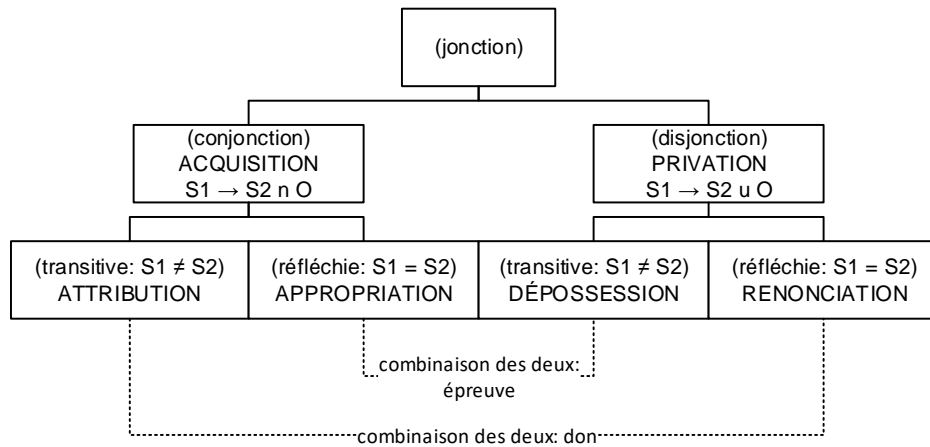 (jonction)
(conjonction)
ACQUISITION
S1 → S2 n O
(disjonction)
PRIVATION
S1 → S2 u O
(transitive: S1 ≠ S2)
ATTRIBUTION
(réfléchie: S1 = S2)
APPROPRIATION
(transitive: S1 ≠ S2)
DÉPOSSESSION
(réfléchie: S1 = S2)
RENONCIATION
combinaison des deux:
épreuve
combinaison des deux: don